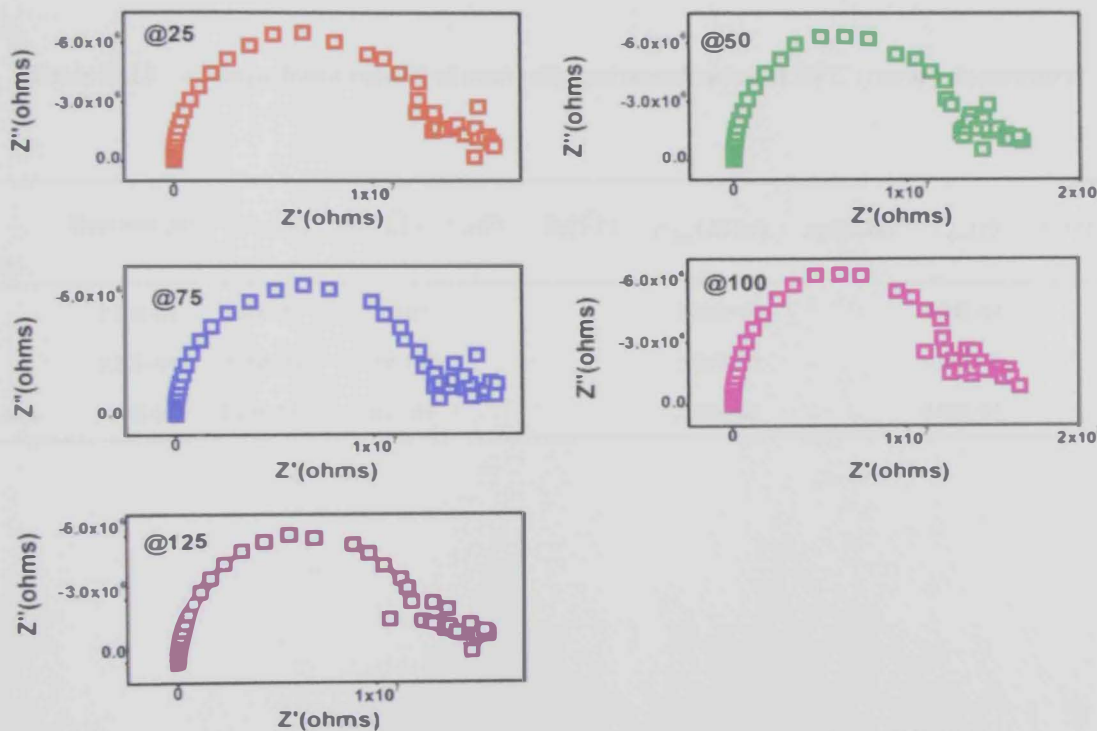 @25
-6.0x10⁶
-3.0x10⁶
0.0
Z''(ohms)
0
1x10⁷
Z'(ohms)
@50
-6.0x10⁶
-3.0x10⁶
0.0
Z''(ohms)
0
1x10⁷
2x10
Z'(ohms)
@75
-6.0x10⁶
0.0
Z''(ohms)
0
1x10⁷
Z'(ohms)
@100
-6.0x10⁶
-3.0x10⁶
0.0
Z''(ohms)
0
1x10⁷
2x10
Z'(ohms)
@125
-6.0x10⁶
-3.0x10⁶
0.0
Z''(ohms)
0
1x10⁷
Z'(ohms)